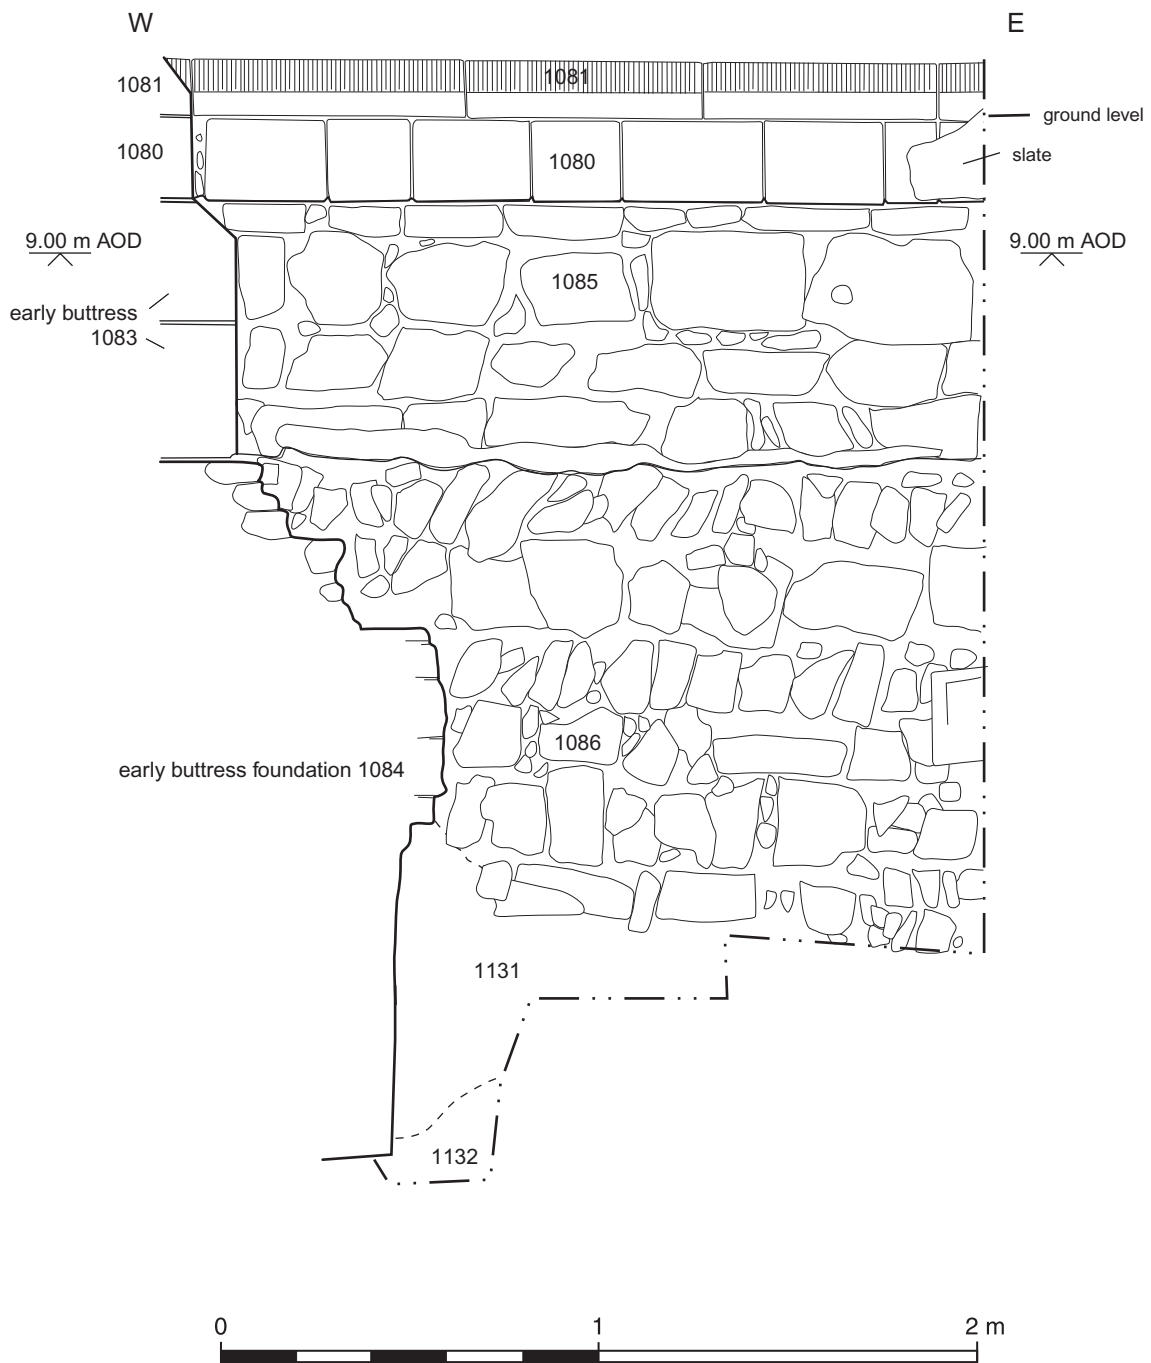 W E
1081 1081
ground level
1080 1080
slate
9.00 m AOD 9.00 m AOD
1085
early buttress
1083
1086
early buttress foundation 1084
1131
1132
0 1 2 m